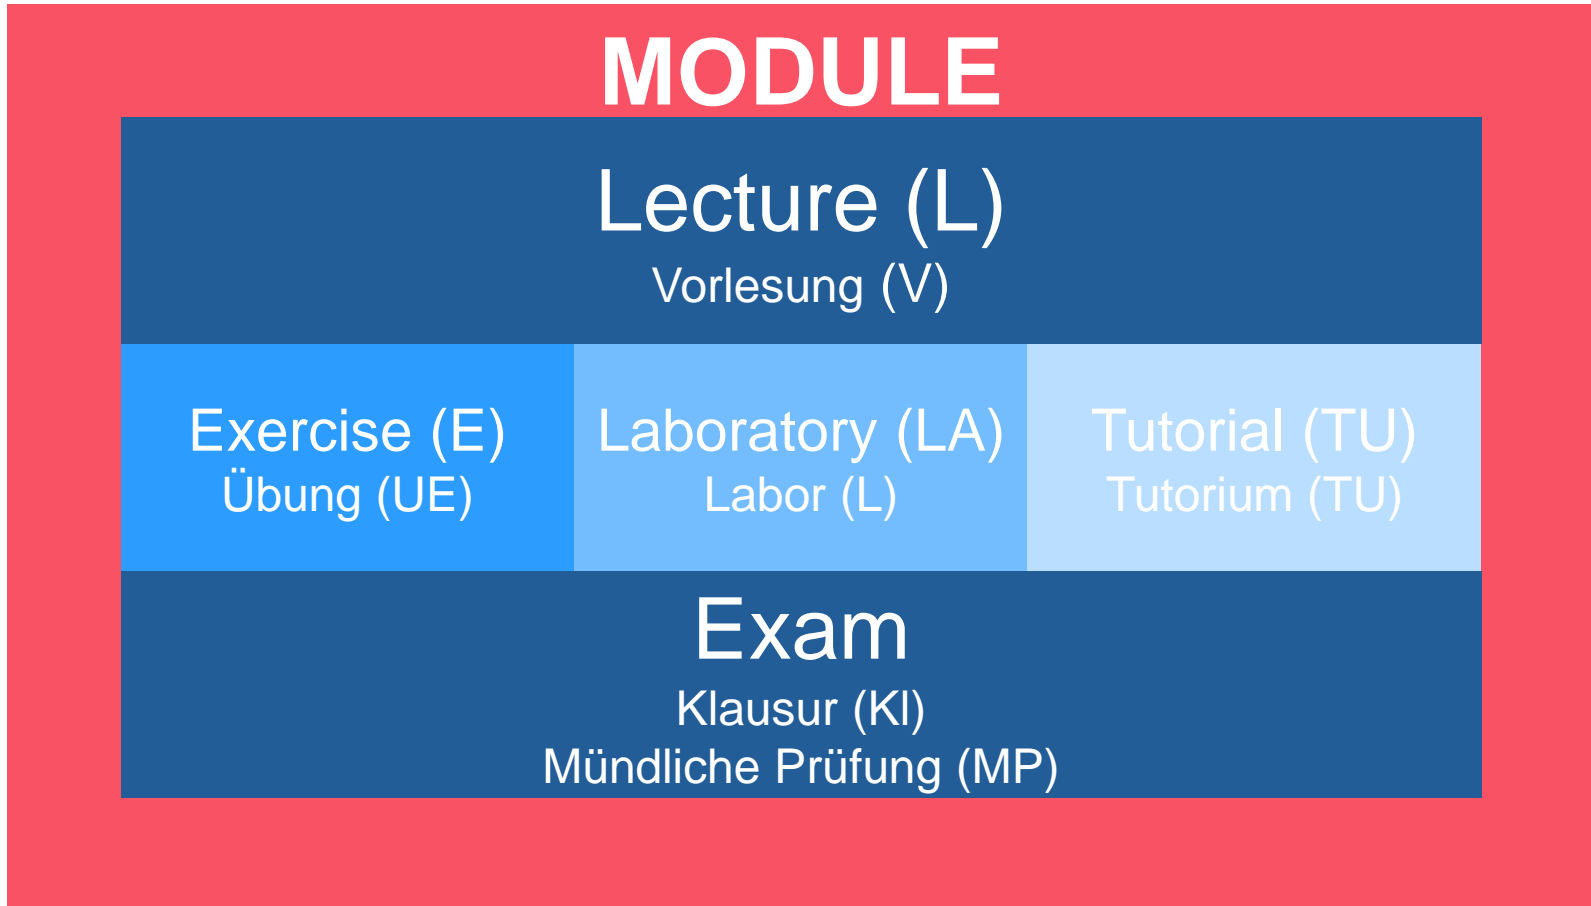 MODULE
Lecture (L)
Vorlesung (V)
Exercise (E)
Übung (UE)
Laboratory (LA)
Labor (L)
Tutorial (TU)
Tutorium (TU)
Exam
Klausur (Kl)
Mündliche Prüfung (MP)